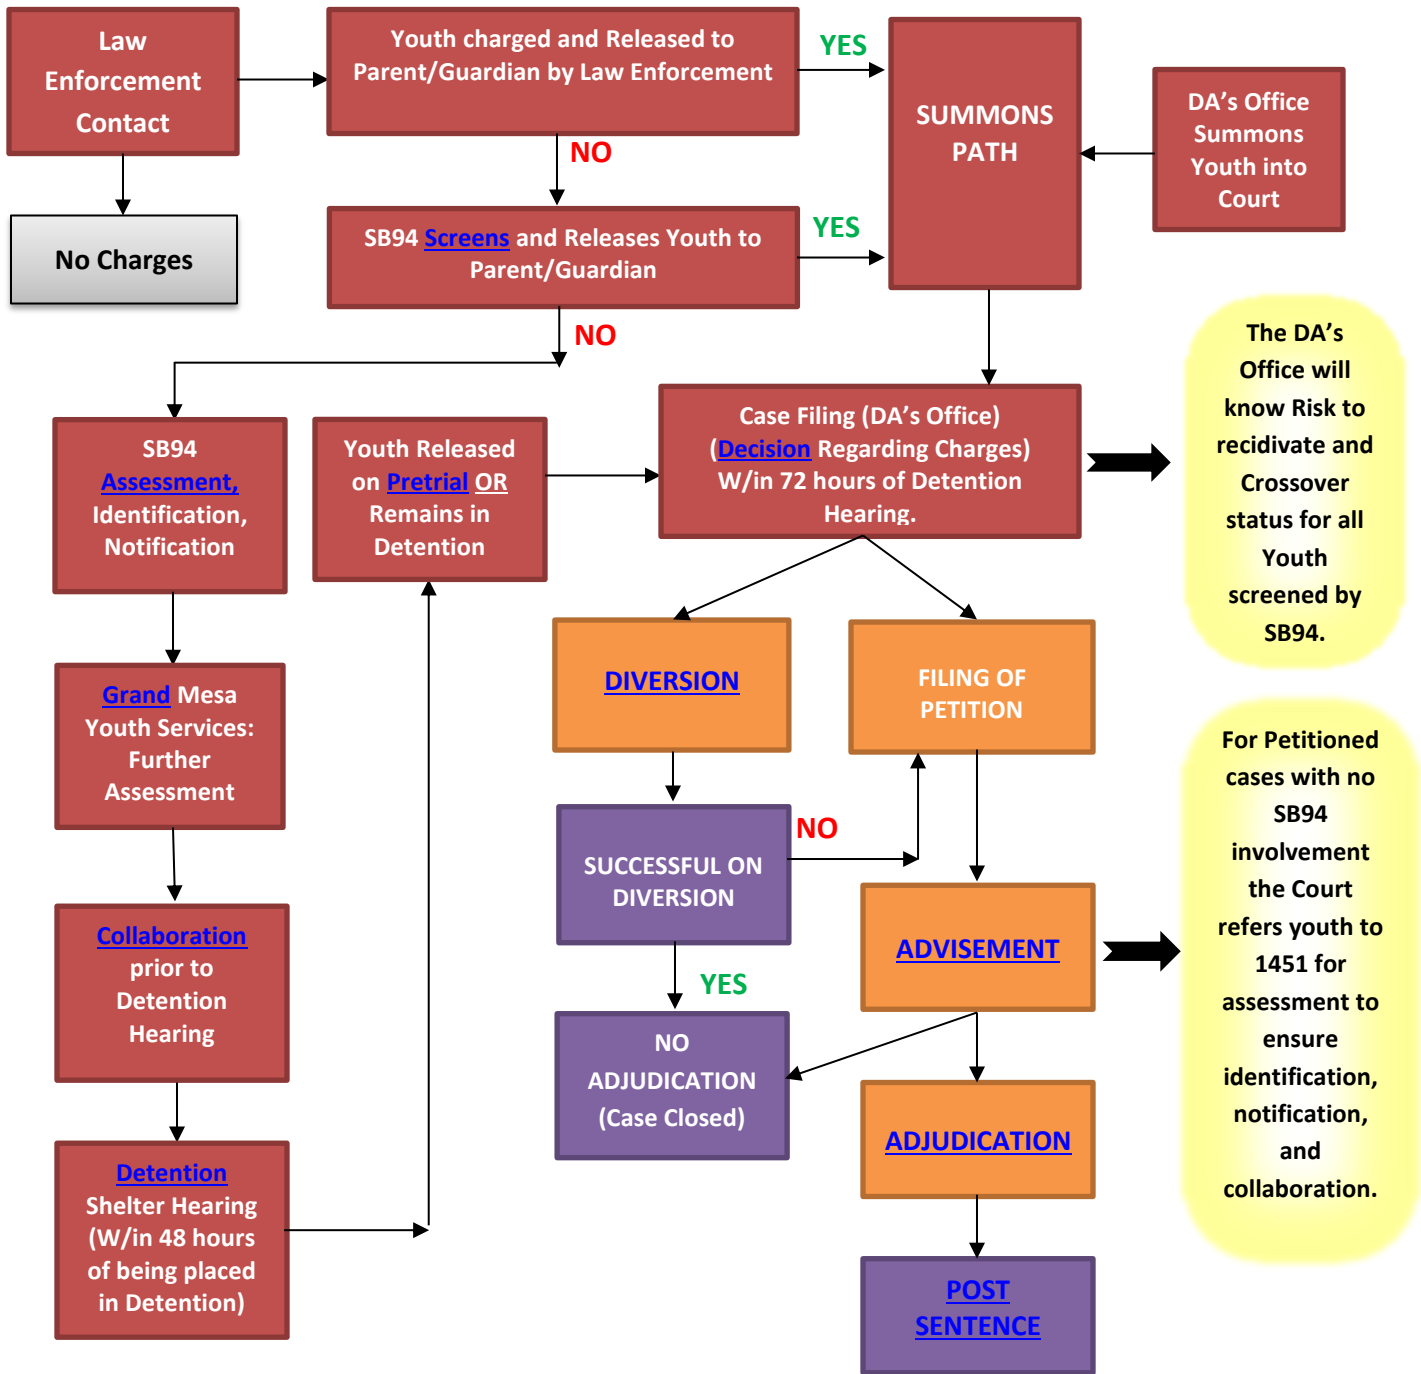 Law
Enforcement
Contact
Youth charged and Released to
Parent/Guardian by Law Enforcement
YES
SUMMONS
PATH
DA's Office
Summons
Youth into
Court
NO
No Charges
SB94 Screens and Releases Youth to
Parent/Guardian
YES
NO
The DA's
Office will
know Risk to
recidivate and
Crossover
status for all
Youth
screened by
SB94.
SB94
Assessment,
Identification,
Notification
Youth Released
on Pretrial OR
Remains in
Detention
Case Filing (DA's Office)
(Decision Regarding Charges)
W/in 72 hours of Detention
Hearing.
Grand Mesa
Youth Services:
Further
Assessment
DIVERSION
FILING OF
PETITION
For Petitioned
cases with no
SB94
involvement
the Court
refers youth to
1451 for
assessment to
ensure
identification,
notification,
and
collaboration.
SUCCESSFUL ON
DIVERSION
NO
Collaboration
prior to
Detention
Hearing
ADVISEMENT
YES
NO
ADJUDICATION
(Case Closed)
ADJUDICATION
Detention
Shelter Hearing
(W/in 48 hours
of being placed
in Detention)
POST
SENTENCE